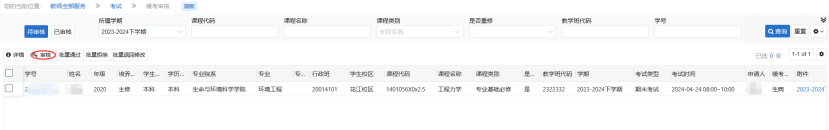 您的当前位置: 教师全部服务 » 考试 » 缓考审核 刷新
所属学期 课程代码 课程名称 课程类别 是否重修 教学班代码 学号
待审核 已审核 2023-2024下学期 支持多选 查询 重置
详情 审核 批量通过 批量拒绝 批量退回修改 已选 0 条 1-1 of 1
学号 姓名 年级 培养... 学生... 学历... 专业院系 专业 专... 行政班 学生校区 课程代码 课程名称 课程类别 是... 教学班代码 学期 考试类型 考试时间 申请人 缓考... 附件
2 2020 主修 本科 本科 生命与环境科学学院 环境工程 20014101 花江校区 1401056X0x2.5 工程力学 专业基础必修 是 2322332 2023-2024下学期 期末考试 2024-04-24 08:00~10:00 生病 2023-2024